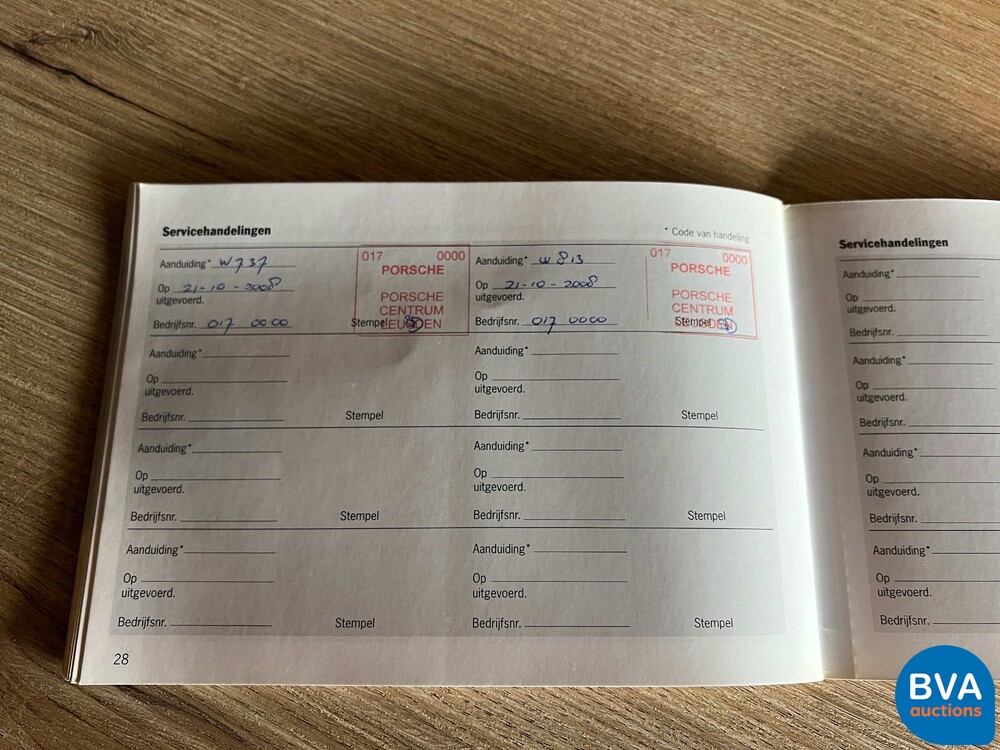 Servicehandelingen
* Code van handeling
Aanduiding* W737
017 0000
PORSCHE
Op 21-10-2008
uitgevoerd.
PORSCHE
CENTRUM
Bedrijfsnr. 017 0000
Stempel
Aanduiding* W813
017 0000
PORSCHE
Op 21-10-2008
uitgevoerd.
PORSCHE
CENTRUM
Bedrijfsnr. 017 0000
Stempel
Aanduiding*
Op
uitgevoerd.
Bedrijfsnr.
Stempel
Aanduiding*
Op
uitgevoerd.
Bedrijfsnr.
Stempel
Aanduiding*
Op
uitgevoerd.
Bedrijfsnr.
Stempel
Aanduiding*
Op
uitgevoerd.
Bedrijfsnr.
Stempel
Aanduiding*
Op
uitgevoerd.
Bedrijfsnr.
Stempel
Aanduiding*
Op
uitgevoerd.
Bedrijfsnr.
Stempel
28
Servicehandelingen
Aanduiding*
Op
uitgevoerd.
Bedrijfsnr.
Aanduiding*
Op
uitgevoerd.
Bedrijfsnr.
Aanduiding*
Op
uitgevoerd.
Bedrijfsnr.
Aanduiding*
Op
uitgevoerd.
Bedrijfsnr.
BVA
auctions